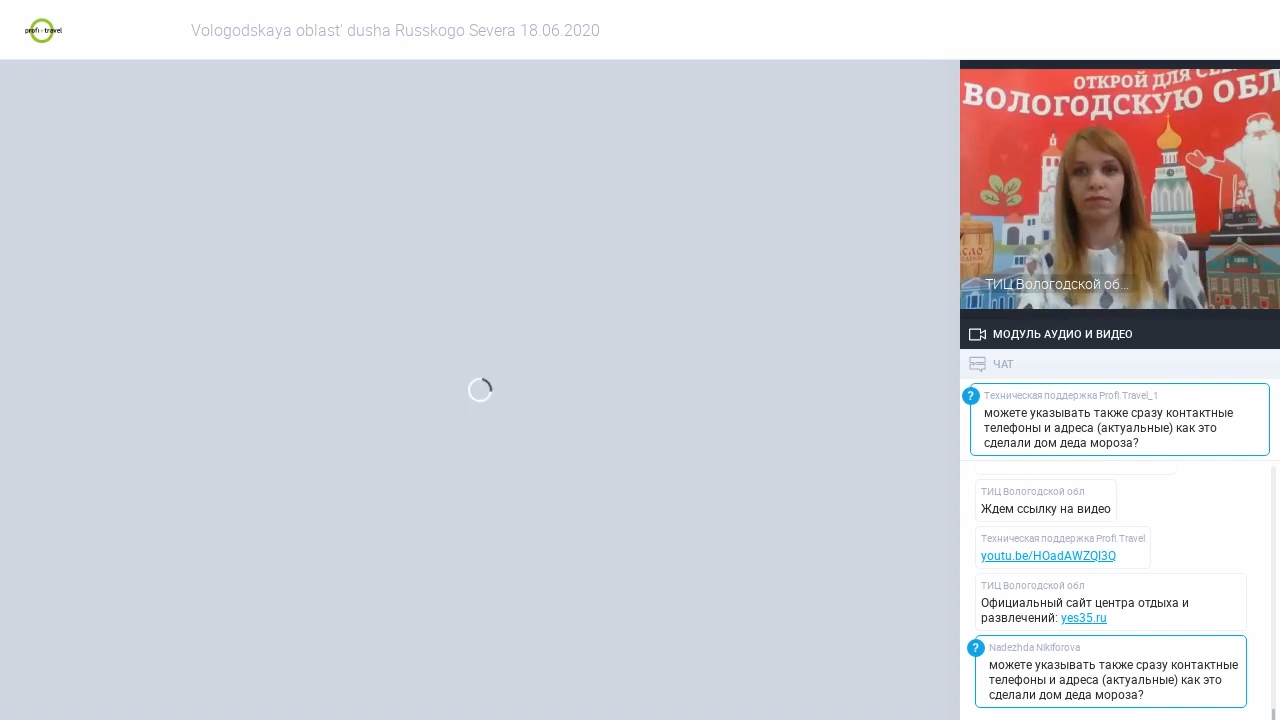 profi travel
Vologodskaya oblast' dusha Russkogo Severa 18.06.2020
ОТКРОЙ ДЛЯ
ВОЛОГОДСКУЮ ОБЛ
ТИЦ Вологодской об...
МОДУЛЬ АУДИО И ВИДЕО
ЧАТ
?
Техническая поддержка Profi.Travel_1
можете указывать также сразу контактные
телефоны и адреса (актуальные) как это
сделали дом деда мороза?
ТИЦ Вологодской обл
Ждем ссылку на видео
Техническая поддержка Profi.Travel
youtu.be/HOadAWZQI3Q
ТИЦ Вологодской обл
Официальный сайт центра отдыха и
развлечений: yes35.ru
?
Nadezhda Nikiforova
можете указывать также сразу контактные
телефоны и адреса (актуальные) как это
сделали дом деда мороза?